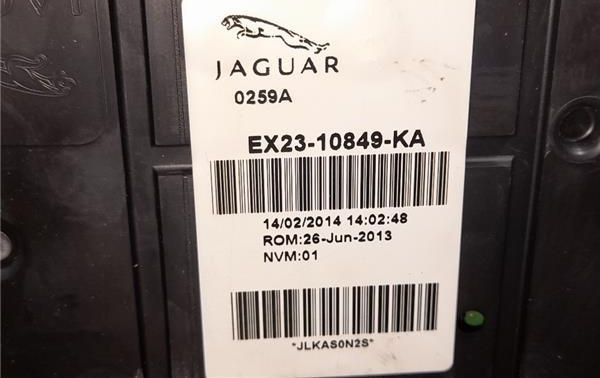 JAGUAR
0259A
EX23-10849-KA
14/02/2014 14:02:48
ROM:26-Jun-2013
NVM:01
*JLKAS0N2S*